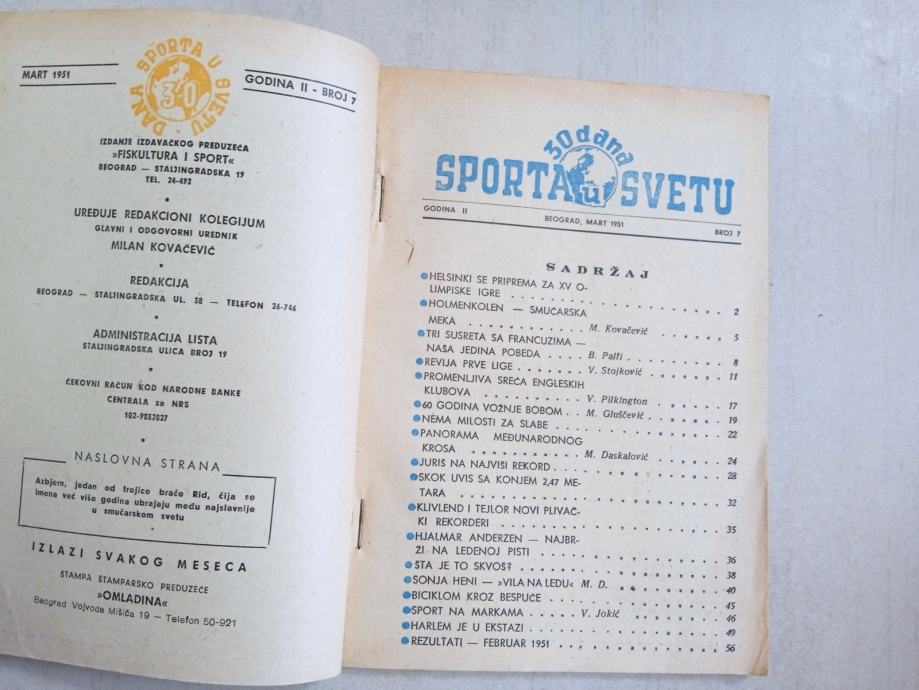 MART 1951
30 DANA SPORTA U SVETU
GODINA II - BROJ 7
IZDANJE IZDAVAČKOG PREDUZEĆA
»FISKULTURA I SPORT«
BEOGRAD — STALJINGRADSKA 19
TEL. 24-492
UREĐUJE REDAKCIONI KOLEGIJUM
GLAVNI I ODGOVORNI UREDNIK
MILAN KOVAČEVIĆ
REDAKCIJA
BEOGRAD — STALJINGRADSKA UL. 38 — TELEFON 26-746
ADMINISTRACIJA LISTA
STALJINGRADSKA ULICA BROJ 19
ČEKOVNI RAČUN KOD NARODNE BANKE
CENTRALA za NRS
102-9032027
NASLOVNA STRANA
Azbjern, jedan od trojice braće Rid, čija se
imena već više godina ubrajaju među najslavnije
u smučarskom svetu
IZLAZI SVAKOG MESECA
ŠTAMPA ŠTAMPARSKO PREDUZEĆE
»OMLADINA«
Beograd Vojvode Mišića 19 — Telefon 50-921
30 dana
SPORTA u SVETU
GODINA II BEOGRAD, MART 1951 BROJ 7
SADRŽAJ
HELSINKI SE PRIPREMA ZA XV O-
LIMPISKE IGRE 2
HOLMENKOLEN — SMUČARSKA
MEKA M. Kovačević 5
TRI SUSRETA SA FRANCUZIMA —
NAŠA JEDINA POBEDA B. Palfi 8
REVIJA PRVE LIGE V. Stojković 11
PROMENLJIVA SREĆA ENGLESKIH
KLUBOVA V. Pilkington 17
60 GODINA VOŽNJE BOBOM M. Gluščević 19
NEMA MILOSTI ZA SLABE 22
PANORAMA MEĐUNARODNOG
KROSA M. Daskalović 24
JURIŠ NA NAJVISI REKORD 28
SKOK UVIS SA KONJEM 2,47 ME-
TARA 32
KLIVLEND I TEJLOR NOVI PLIVAČ-
KI REKORDERI 35
HJALMAR ANDERZEN — NAJBR-
ŽI NA LEDENOJ PISTI 36
ŠTA JE TO SKVOŠ? 38
SONJA HENI — »VILA NA LEDU« M. D. 40
BICIKLOM KROZ BESPUĆE 45
SPORT NA MARKAMA V. Jokić 46
HARLEM JE U EKSTAZI 49
REZULTATI — FEBRUAR 1951 56